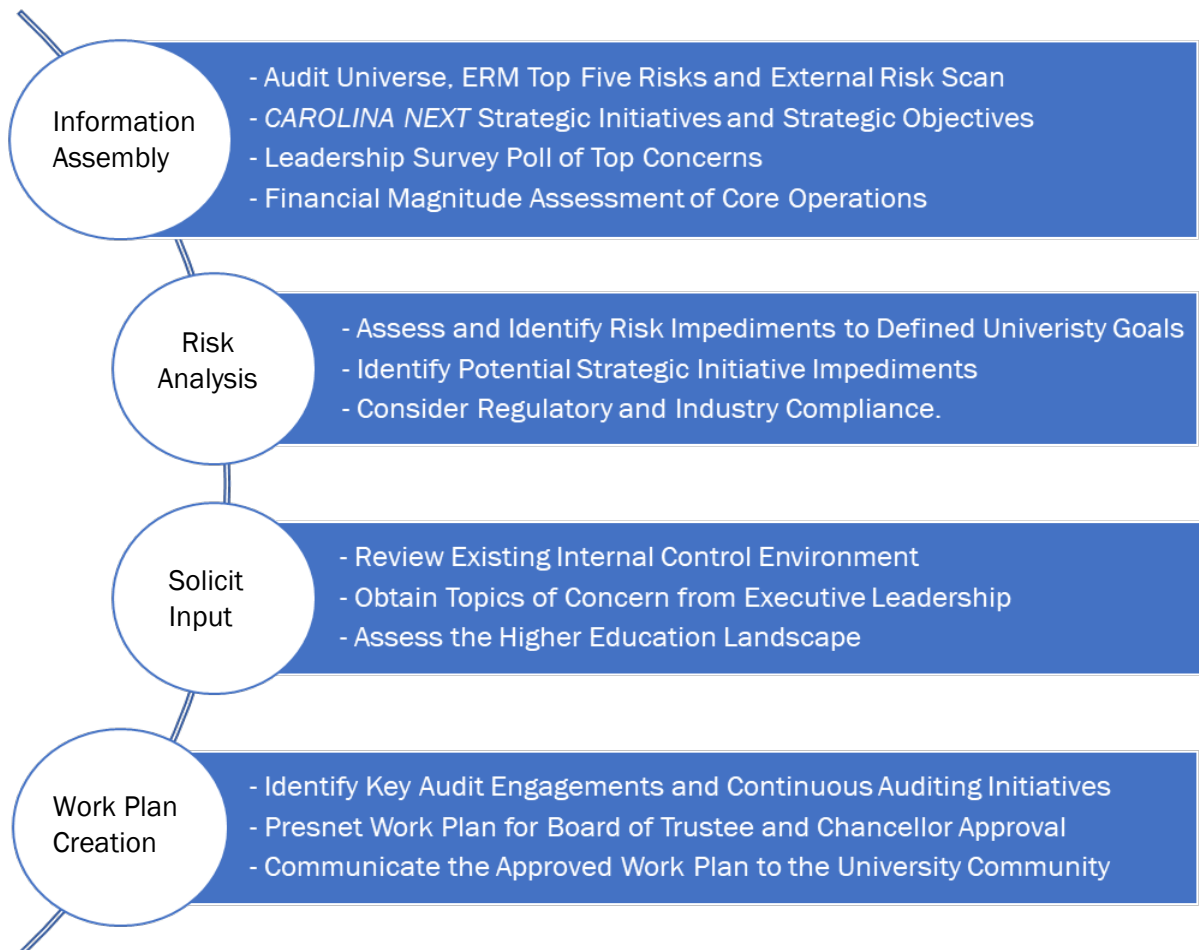 Information
Assembly
- Audit Universe, ERM Top Five Risks and External Risk Scan
- CAROLINA NEXT Strategic Initiatives and Strategic Objectives
- Leadership Survey Poll of Top Concerns
- Financial Magnitude Assessment of Core Operations
Risk
Analysis
- Assess and Identify Risk Impediments to Defined Univeristy Goals
- Identify Potential Strategic Initiative Impediments
- Consider Regulatory and Industry Compliance.
Solicit
Input
- Review Existing Internal Control Environment
- Obtain Topics of Concern from Executive Leadership
- Assess the Higher Education Landscape
Work Plan
Creation
- Identify Key Audit Engagements and Continuous Auditing Initiatives
- Presnet Work Plan for Board of Trustee and Chancellor Approval
- Communicate the Approved Work Plan to the University Community